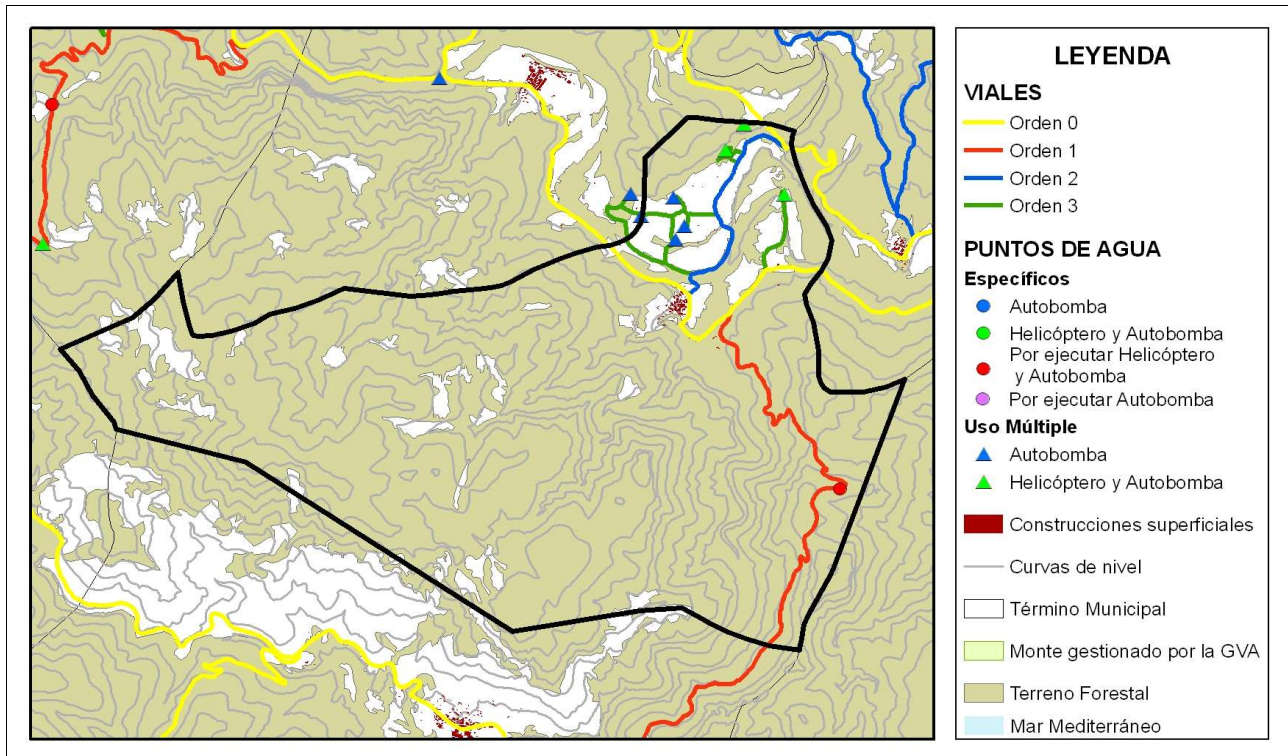 LEYENDA
VIALES
Orden 0
Orden 1
Orden 2
Orden 3
PUNTOS DE AGUA
Específicos
Autobomba
Helicóptero y Autobomba
Por ejecutar Helicóptero
y Autobomba
Por ejecutar Autobomba
Uso Múltiple
Autobomba
Helicóptero y Autobomba
Construcciones superficiales
Curvas de nivel
Término Municipal
Monte gestionado por la GVA
Terreno Forestal
Mar Mediterráneo